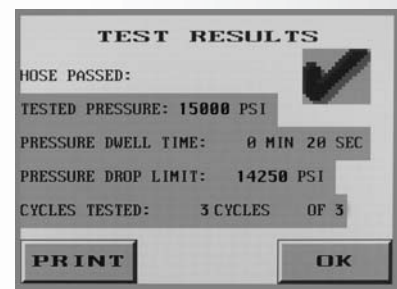 TEST RESULTS
HOSE PASSED:
TESTED PRESSURE: 15000 PSI
PRESSURE DWELL TIME: 0 MIN 20 SEC
PRESSURE DROP LIMIT: 14250 PSI
CYCLES TESTED: 3 CYCLES OF 3
PRINT OK